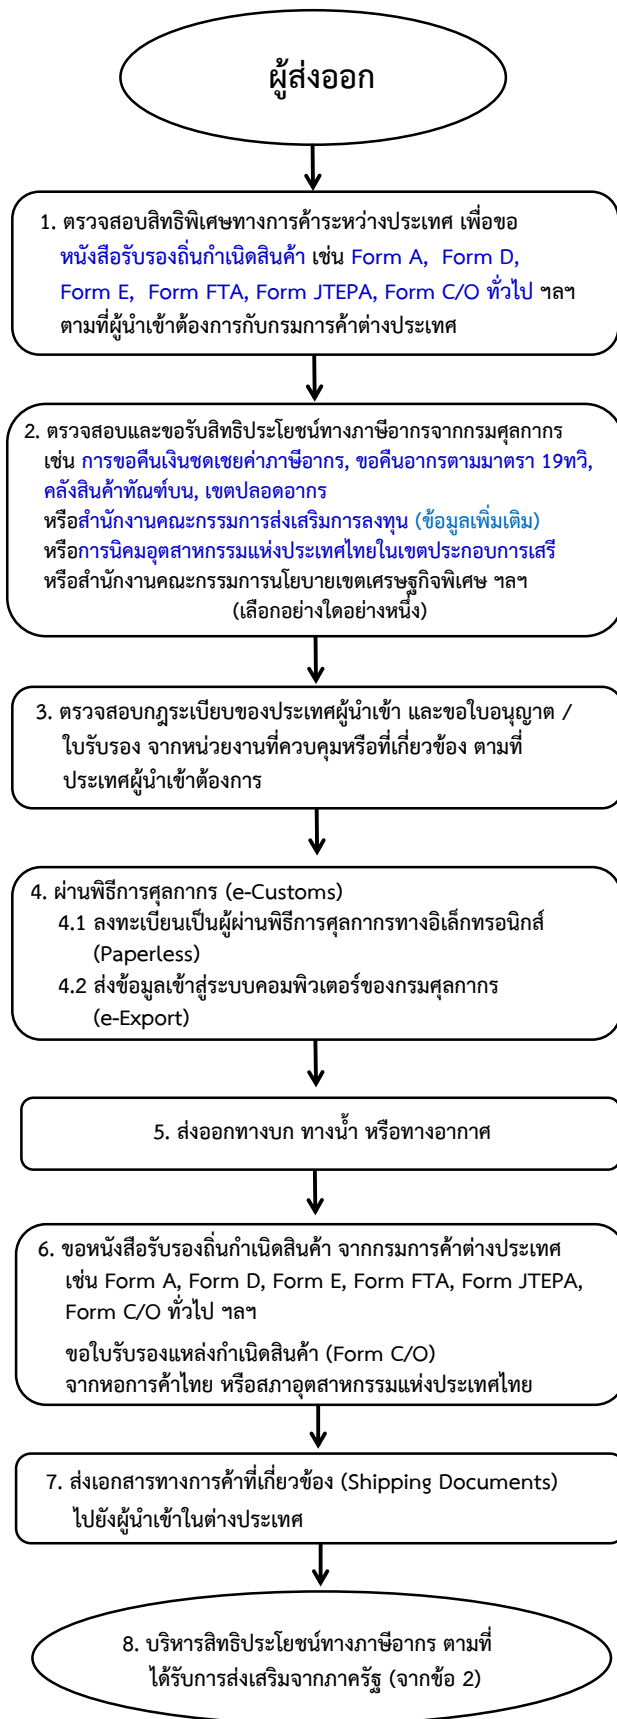 ผู้ส่งออก
1. ตรวจสอบสิทธิพิเศษทางการค้าระหว่างประเทศ เพื่อขอ
หนังสือรับรองถิ่นกำเนิดสินค้า เช่น Form A, Form D,
Form E, Form FTA, Form JTEPA, Form C/O ทั่วไป ฯลฯ
ตามที่ผู้นำเข้าต้องการกับกรมการค้าต่างประเทศ
2. ตรวจสอบและขอรับสิทธิประโยชน์ทางภาษีอากรจากกรมศุลกากร
เช่น การขอคืนเงินชดเชยค่าภาษีอากร, ขอคืนอากรตามมาตรา 19ทวิ,
คลังสินค้าทัณฑ์บน, เขตปลอดอากร
หรือสำนักงานคณะกรรมการส่งเสริมการลงทุน (ข้อมูลเพิ่มเติม)
หรือการนิคมอุตสาหกรรมแห่งประเทศไทยในเขตประกอบการเสรี
หรือสำนักงานคณะกรรมการนโยบายเขตเศรษฐกิจพิเศษ ฯลฯ
(เลือกอย่างใดอย่างหนึ่ง)
3. ตรวจสอบกฎระเบียบของประเทศผู้นำเข้า และขอใบอนุญาต /
ใบรับรอง จากหน่วยงานที่ควบคุมหรือที่เกี่ยวข้อง ตามที่
ประเทศผู้นำเข้าต้องการ
4. ผ่านพิธีการศุลกากร (e-Customs)
4.1 ลงทะเบียนเป็นผู้ผ่านพิธีการศุลกากรทางอิเล็กทรอนิกส์
(Paperless)
4.2 ส่งข้อมูลเข้าสู่ระบบคอมพิวเตอร์ของกรมศุลกากร
(e-Export)
5. ส่งออกทางบก ทางน้ำ หรือทางอากาศ
6. ขอหนังสือรับรองถิ่นกำเนิดสินค้า จากกรมการค้าต่างประเทศ
เช่น Form A, Form D, Form E, Form FTA, Form JTEPA,
Form C/O ทั่วไป ฯลฯ
ขอใบรับรองแหล่งกำเนิดสินค้า (Form C/O)
จากหอการค้าไทย หรือสภาอุตสาหกรรมแห่งประเทศไทย
7. ส่งเอกสารทางการค้าที่เกี่ยวข้อง (Shipping Documents)
ไปยังผู้นำเข้าในต่างประเทศ
8. บริหารสิทธิประโยชน์ทางภาษีอากร ตามที่
ได้รับการส่งเสริมจากภาครัฐ (จากข้อ 2)